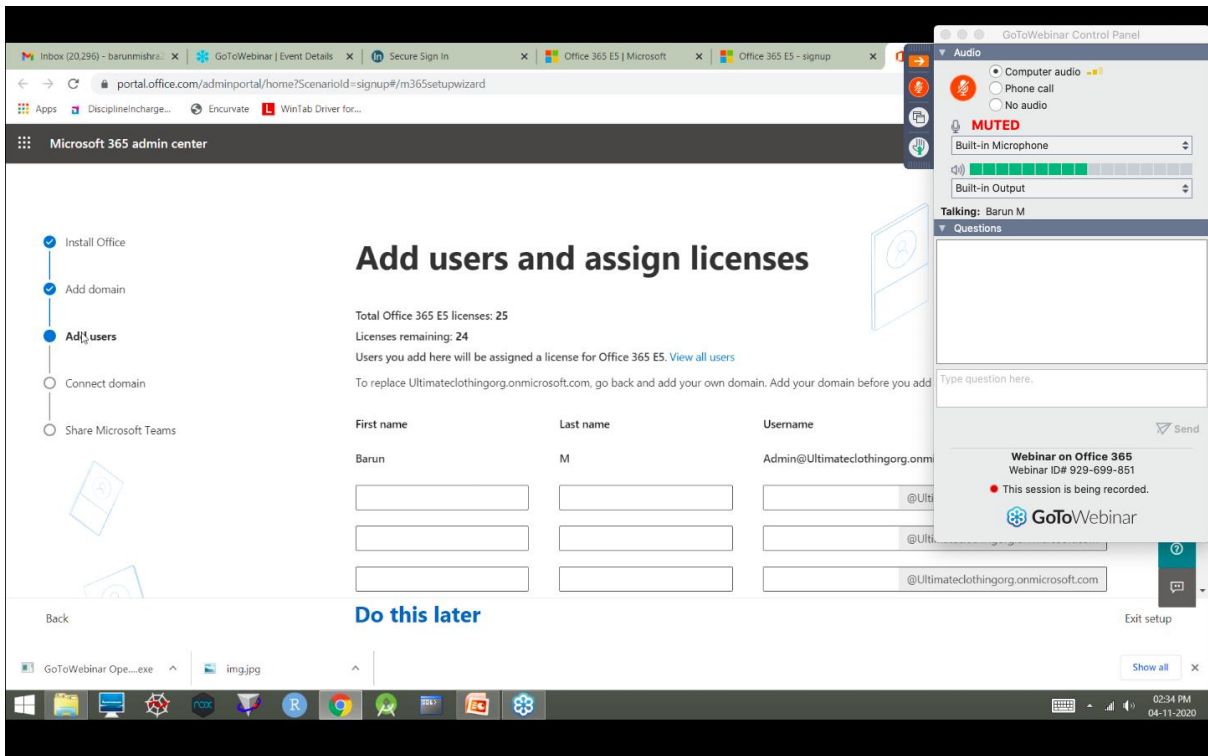 Inbox (20,296) - barunmishra.
GoToWebinar | Event Details
Secure Sign In
Office 365 E5 | Microsoft
Office 365 E5 - signup
portal.office.com/adminportal/home?ScenarioId=signup#/m365setupwizard
Apps
DisciplineIncharge...
Encurvate
WinTab Driver for...
Microsoft 365 admin center
Install Office
Add domain
Add users
Connect domain
Share Microsoft Teams
Add users and assign licenses
Total Office 365 E5 licenses: 25
Licenses remaining: 24
Users you add here will be assigned a license for Office 365 E5. View all users
To replace Ultimateclothingorg.onmicrosoft.com, go back and add your own domain. Add your domain before you add
First name Last name Username
Barun M Admin@Ultimateclothingorg.onmi
@Ulti
@Ulti
@Ultimateclothingorg.onmicrosoft.com
Back
Do this later
Exit setup
GoToWebinar Control Panel
Audio
Computer audio
Phone call
No audio
MUTED
Built-in Microphone
Built-in Output
Talking: Barun M
Questions
Type question here.
Send
Webinar on Office 365
Webinar ID# 929-699-851
This session is being recorded.
GoToWebinar
GoToWebinar Ope....exe
img.jpg
Show all
nox
R
02:34 PM
04-11-2020